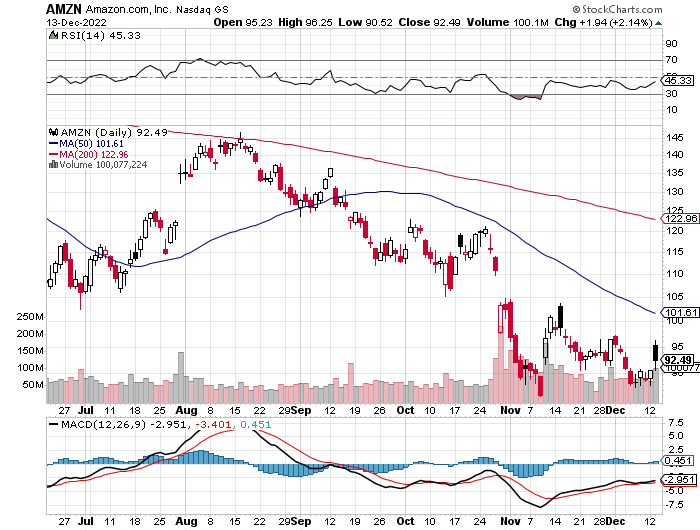 AMZN Amazon.com, Inc. Nasdaq GS
© StockCharts.com
13-Dec-2022
Open 95.23 High 96.25 Low 90.52 Close 92.49 Volume 100.1M Chg +1.94 (+2.14%)
RSI(14) 45.33
90
70
50
45.33
30
10
AMZN (Daily) 92.49
MA(50) 101.61
MA(200) 122.96
Volume 100,077,224
145
140
135
130
125
122.96
120
115
110
105
101.61
100
95
92.49
100077
90
250M
200M
150M
100M
50M
27 Jul 11 18 25 Aug 8 15 22 Sep 12 19 26 Oct 10 17 24 Nov 7 14 21 28 Dec 12
MACD(12,26,9) -2.951, -3.401, 0.451
7.5
5.0
2.5
0.451
-2.951
-5.0
-7.5
27 Jul 11 18 25 Aug 8 15 22 Sep 12 19 26 Oct 10 17 24 Nov 7 14 21 28 Dec 12